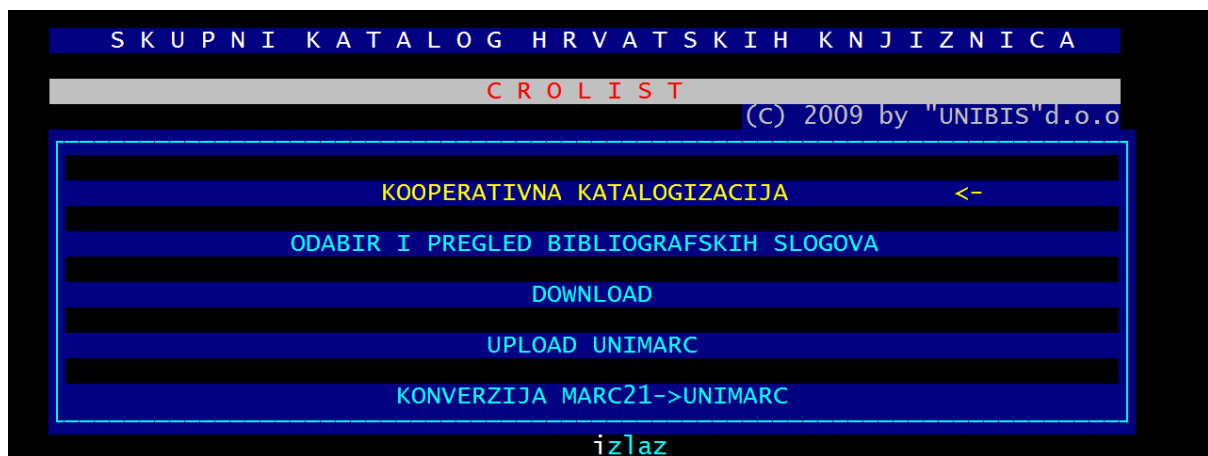 S K U P N I K A T A L O G H R V A T S K I H K N J I Z N I C A
C R O L I S T
(C) 2009 by "UNIBIS"d.o.o
KOOPERATIVNA KATALOGIZACIJA <-
ODABIR I PREGLED BIBLIOGRAFSKIH SLOGOVA
DOWNLOAD
UPLOAD UNIMARC
KONVERZIJA MARC21->UNIMARC
izlaz